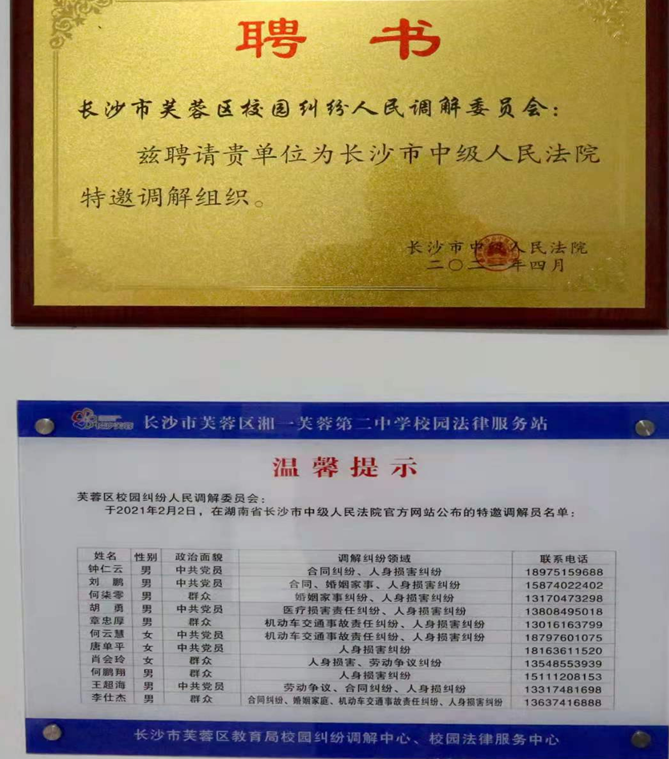 聘 书
长沙市芙蓉区校园纠纷人民调解委员会：
兹聘请贵单位为长沙市中级人民法院
特邀调解组织。
长沙市中级人民法院
二〇二一年四月
长沙市芙蓉区湘一芙蓉第二中学校园法律服务站
温馨提示
芙蓉区校园纠纷人民调解委员会：
于2021年2月2日，在湖南省长沙市中级人民法院官方网站公布的特邀调解员名单：
姓名 性别 政治面貌 调解纠纷领域 联系电话
钟仁云 男 中共党员 合同纠纷、人身损害纠纷 18975159688
刘 鹏 男 中共党员 合同、婚姻家事、人身损害纠纷 15874022402
何柒零 男 群众 婚姻家事纠纷、人身损害纠纷 13170473298
胡 勇 男 中共党员 医疗损害责任纠纷、人身损害纠纷 13808495018
章忠厚 男 群众 机动车交通事故责任纠纷、人身损害纠纷 13016163799
何云慧 女 中共党员 机动车交通事故责任纠纷、人身损害纠纷 18797601075
唐单平 女 中共党员 人身损害纠纷 18163611520
肖会玲 女 群众 人身损害、劳动争议纠纷 13548553939
何鹏翔 男 群众 人身损害纠纷 15111208153
王超海 男 中共党员 劳动争议、合同纠纷、人身损纠纷 13317481698
李仕杰 男 群众 合同纠纷、婚姻家庭、机动车交通事故责任纠纷、人身损害纠纷 13637416888
长沙市芙蓉区教育局校园纠纷调解中心、校园法律服务中心